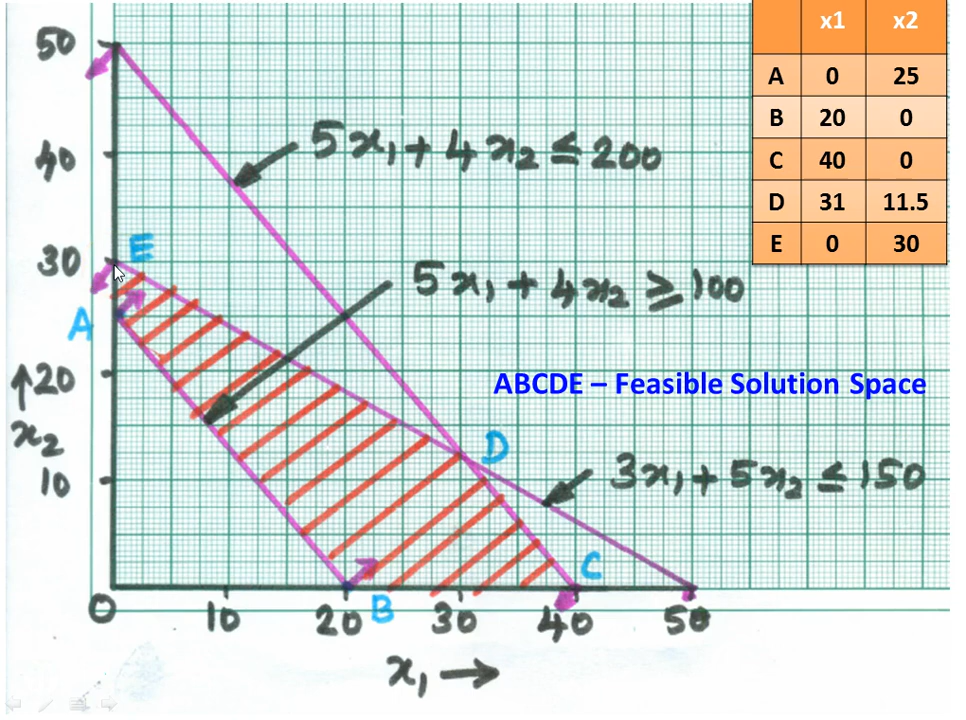 x1 x2
A 0 25
B 20 0
C 40 0
D 31 11.5
E 0 30
50
5x₁ + 4x₂ ≤ 200
40
E
30
5x₁ + 4x₂ ≥ 100
A
ABCDE – Feasible Solution Space
↑20
x₂
D
3x₁ + 5x₂ ≤ 150
10
C
B
0 10 20 30 40 50
x₁ →